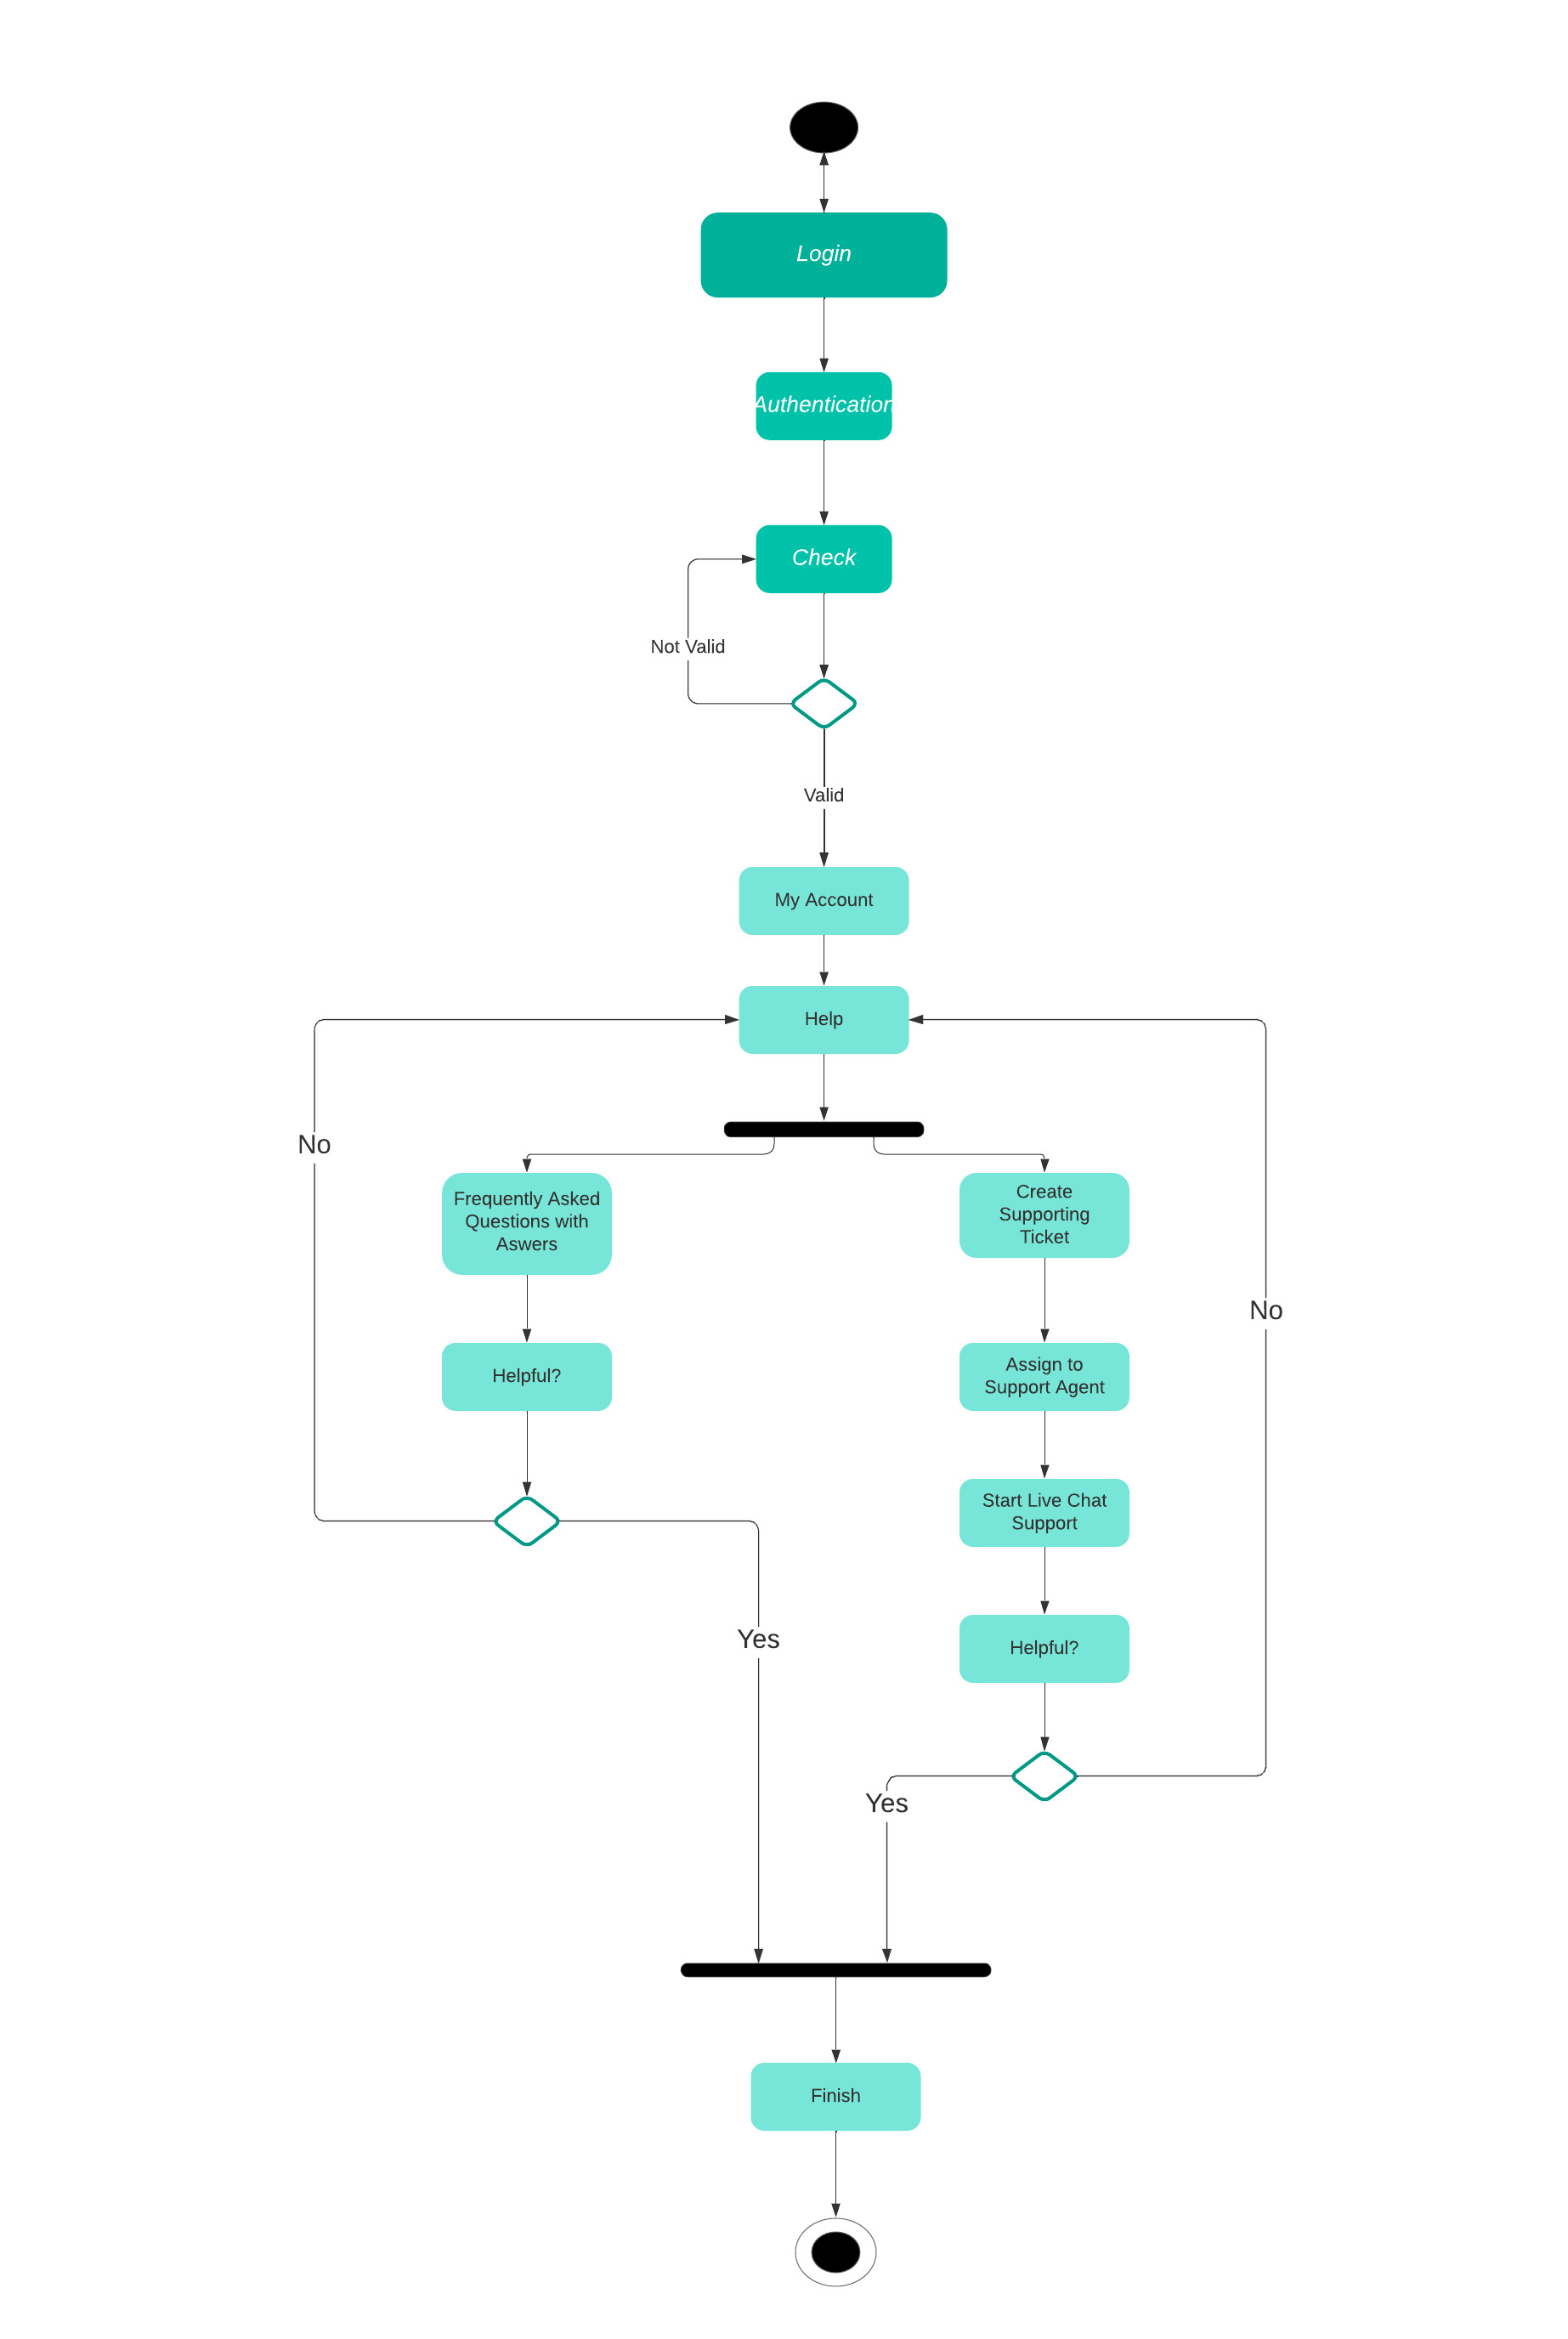 Login
Authentication
Check
Not Valid
Valid
My Account
Help
No
Frequently Asked
Questions with
Aswers
Create
Supporting
Ticket
No
Helpful?
Assign to
Support Agent
Start Live Chat
Support
Yes
Helpful?
Yes
Finish